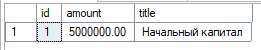 id amount title
1 1 5000000.00 Начальный капитал